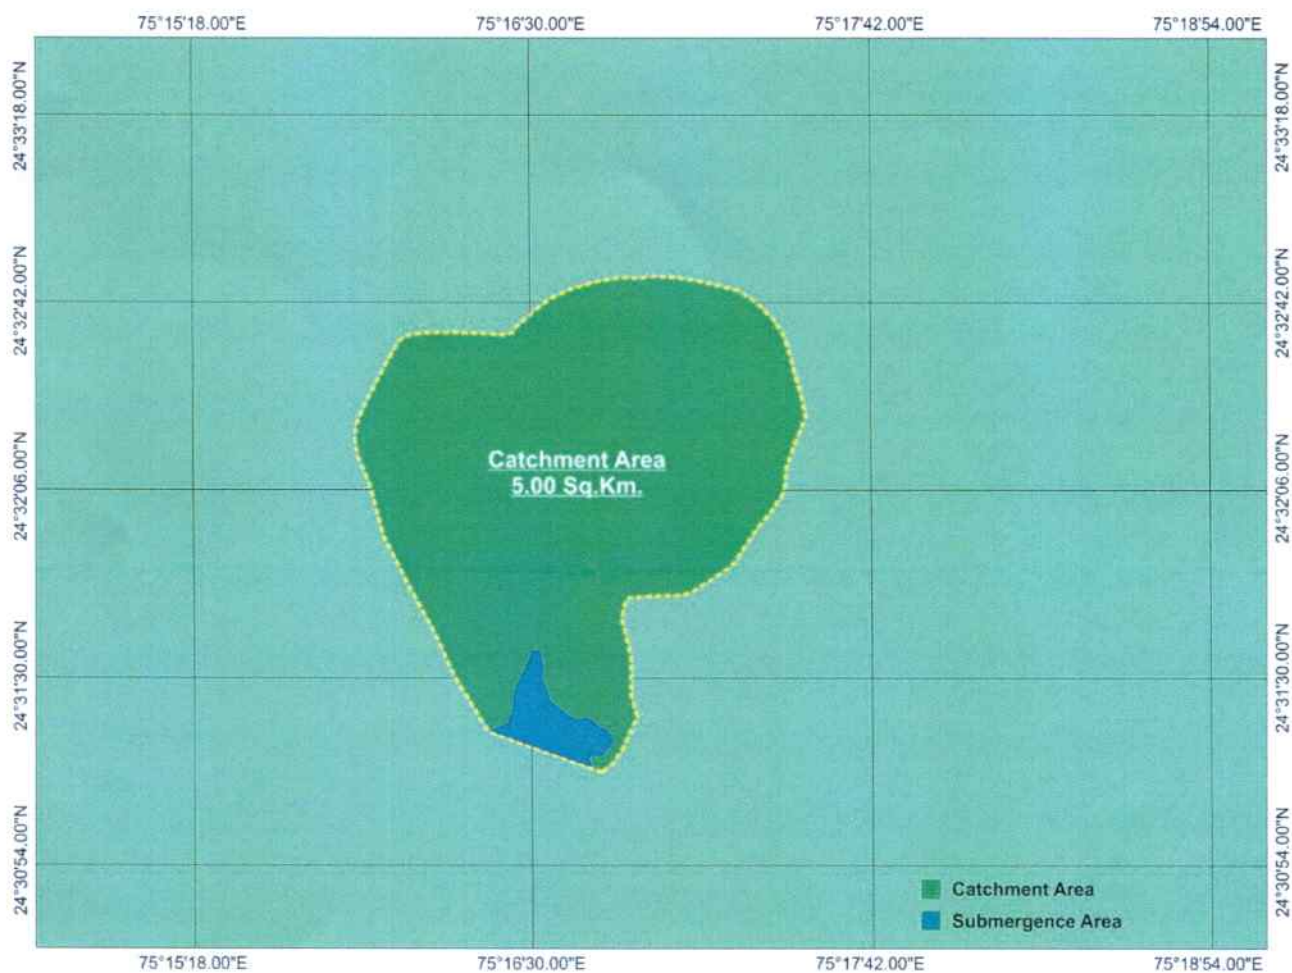 75°15'18.00"E 75°16'30.00"E 75°17'42.00"E 75°18'54.00"E
24°33'18.00"N 24°33'18.00"N
24°32'42.00"N 24°32'42.00"N
Catchment Area
5.00 Sq.Km.
24°32'06.00"N 24°32'06.00"N
24°31'30.00"N 24°31'30.00"N
24°30'54.00"N 24°30'54.00"N
Catchment Area
Submergence Area
75°15'18.00"E 75°16'30.00"E 75°17'42.00"E 75°18'54.00"E